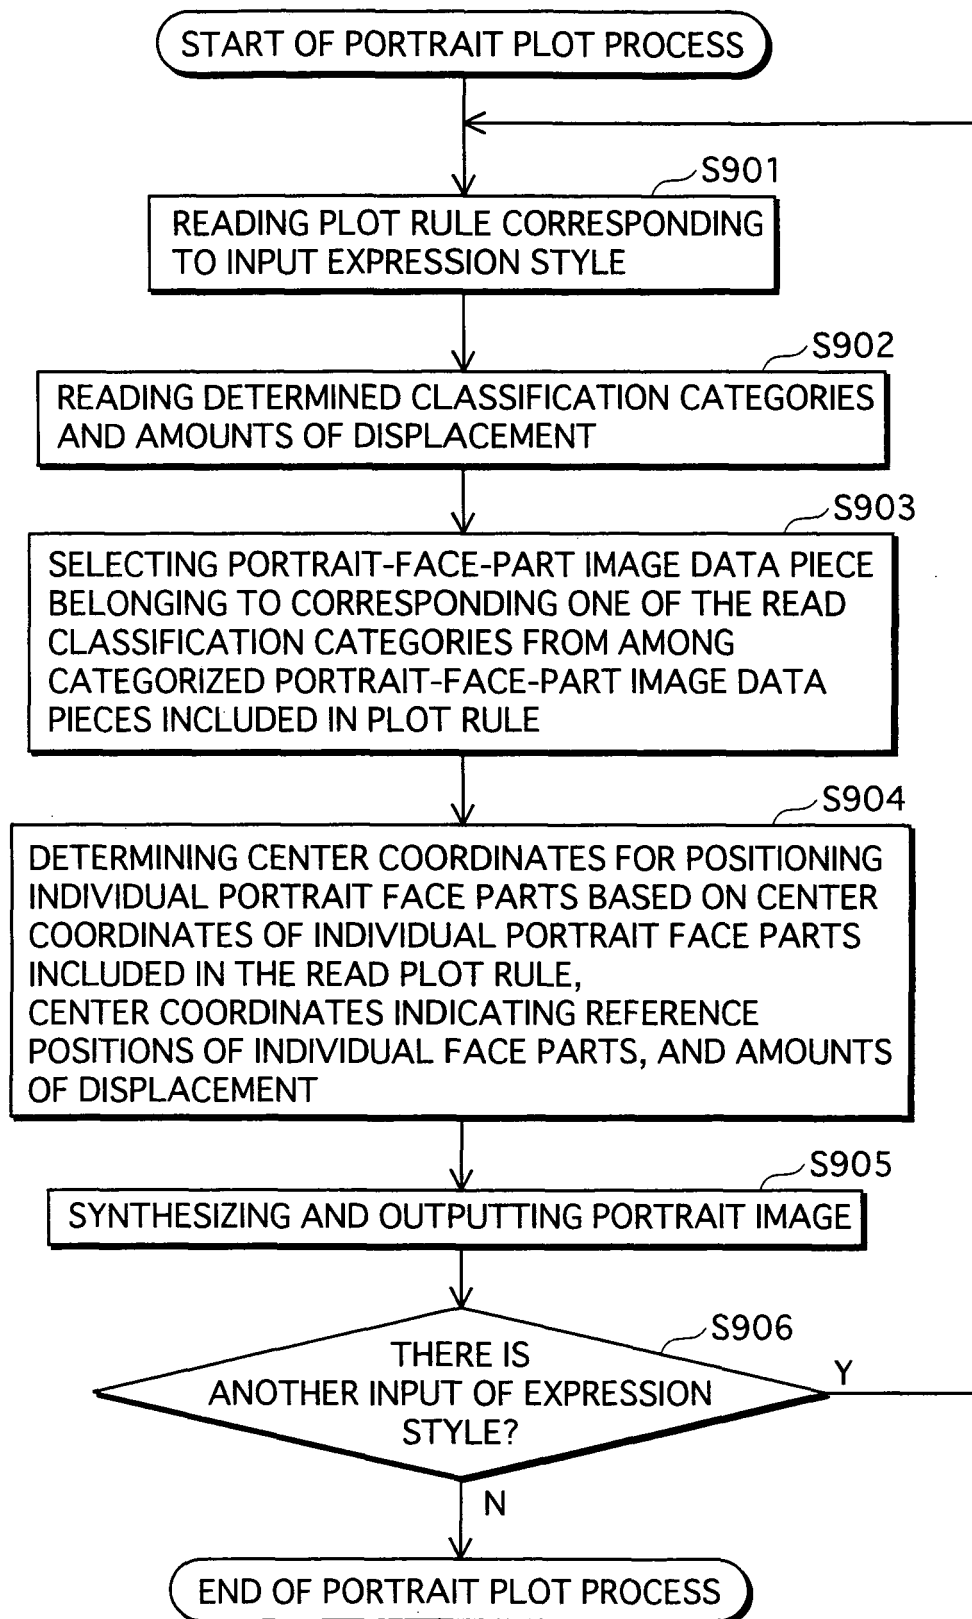 START OF PORTRAIT PLOT PROCESS
S901
READING PLOT RULE CORRESPONDING
TO INPUT EXPRESSION STYLE
S902
READING DETERMINED CLASSIFICATION CATEGORIES
AND AMOUNTS OF DISPLACEMENT
S903
SELECTING PORTRAIT-FACE-PART IMAGE DATA PIECE
BELONGING TO CORRESPONDING ONE OF THE READ
CLASSIFICATION CATEGORIES FROM AMONG
CATEGORIZED PORTRAIT-FACE-PART IMAGE DATA
PIECES INCLUDED IN PLOT RULE
S904
DETERMINING CENTER COORDINATES FOR POSITIONING
INDIVIDUAL PORTRAIT FACE PARTS BASED ON CENTER
COORDINATES OF INDIVIDUAL PORTRAIT FACE PARTS
INCLUDED IN THE READ PLOT RULE,
CENTER COORDINATES INDICATING REFERENCE
POSITIONS OF INDIVIDUAL FACE PARTS, AND AMOUNTS
OF DISPLACEMENT
S905
SYNTHESIZING AND OUTPUTTING PORTRAIT IMAGE
S906
THERE IS
ANOTHER INPUT OF EXPRESSION
STYLE?
Y
N
END OF PORTRAIT PLOT PROCESS